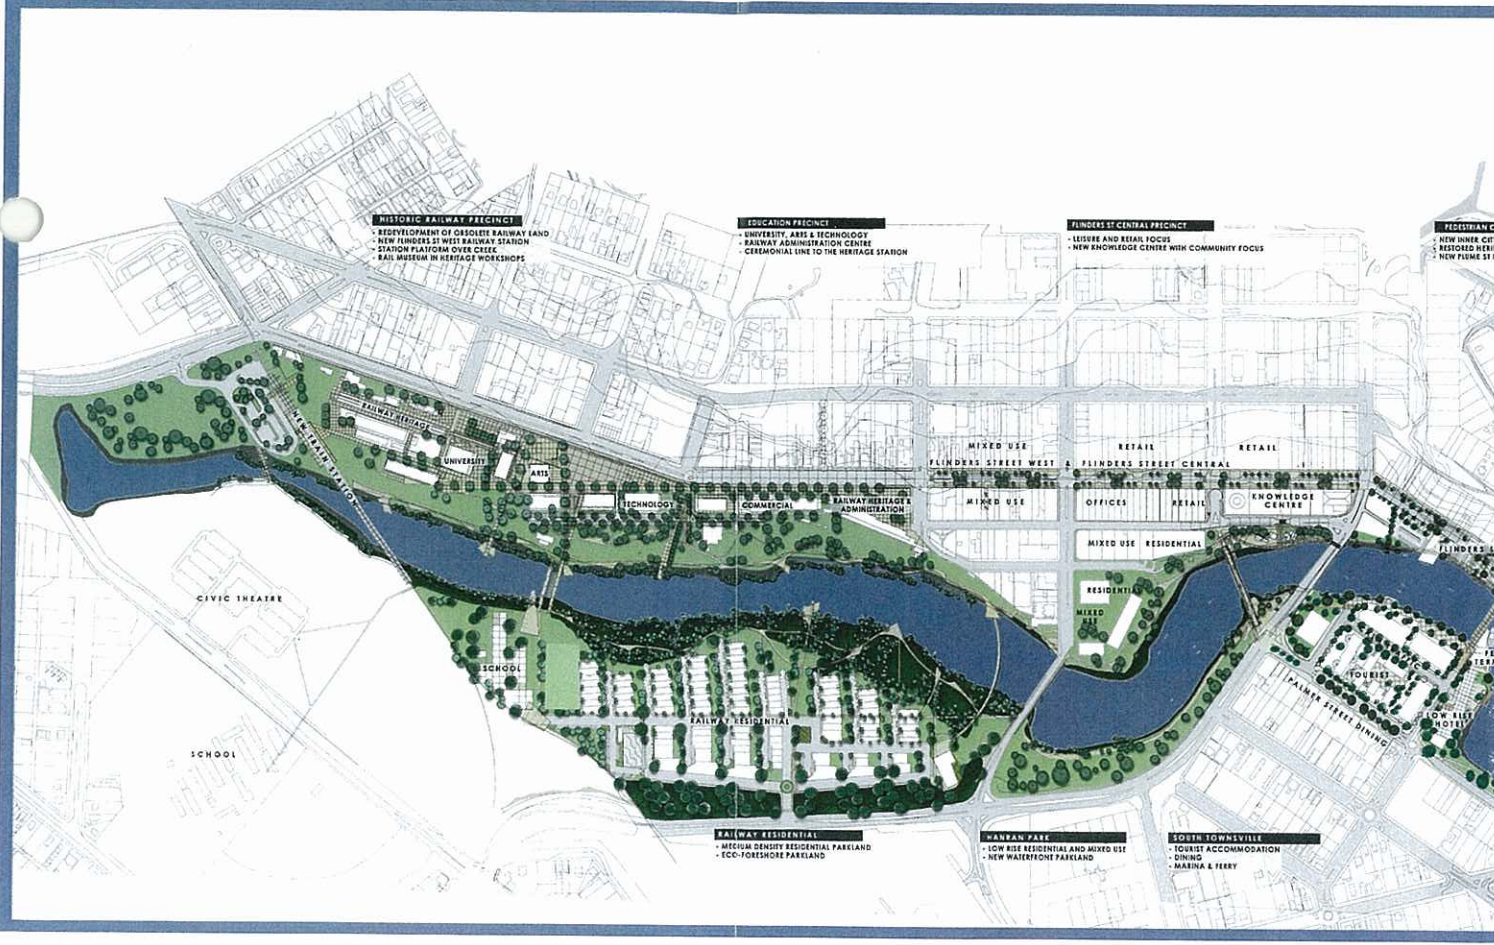 HISTORIC RAILWAY PRECINCT
- REDEVELOPMENT OF OBSOLETE RAILWAY LAND
- NEW FLINDERS ST WEST RAILWAY STATION
- STATION PLATFORM OVER CREEK
- RAIL MUSEUM IN HERITAGE WORKSHOPS
EDUCATION PRECINCT
- UNIVERSITY, ARTS & TECHNOLOGY
- RAILWAY ADMINISTRATION CENTRE
- CEREMONIAL LINE TO THE HERITAGE STATION
FLINDERS ST CENTRAL PRECINCT
- LEISURE AND RETAIL FOCUS
- NEW KNOWLEDGE CENTRE WITH COMMUNITY FOCUS
PEDESTRIAN
NEW INNER
RESTORED
NEW PLUME ST
RAILWAY HERITAGE
NEW TRAIN STATION
UNIVERSITY
ARTS
TECHNOLOGY
COMMERCIAL
RAILWAY HERITAGE &
ADMINISTRATION
MIXED USE
RETAIL
RETAIL
FLINDERS STREET WEST
FLINDERS STREET CENTRAL
MIXED USE
OFFICES
RETAIL
KNOWLEDGE
CENTRE
MIXED USE RESIDENTIAL
FLINDERS
RESIDENTIAL
MIXED
USE
CIVIC THEATRE
SCHOOL
SCHOOL
RAILWAY RESIDENTIAL
TOURIST
PALMER STREET DINING
LOW RISE
HOTEL
RAILWAY RESIDENTIAL
- MEDIUM DENSITY RESIDENTIAL PARKLAND
- ECO-FORESHORE PARKLAND
HANRAN PARK
- LOW RISE RESIDENTIAL AND MIXED USE
- NEW WATERFRONT PARKLAND
SOUTH TOWNSVILLE
- TOURIST ACCOMMODATION
- DINING
- MARINA & FERRY